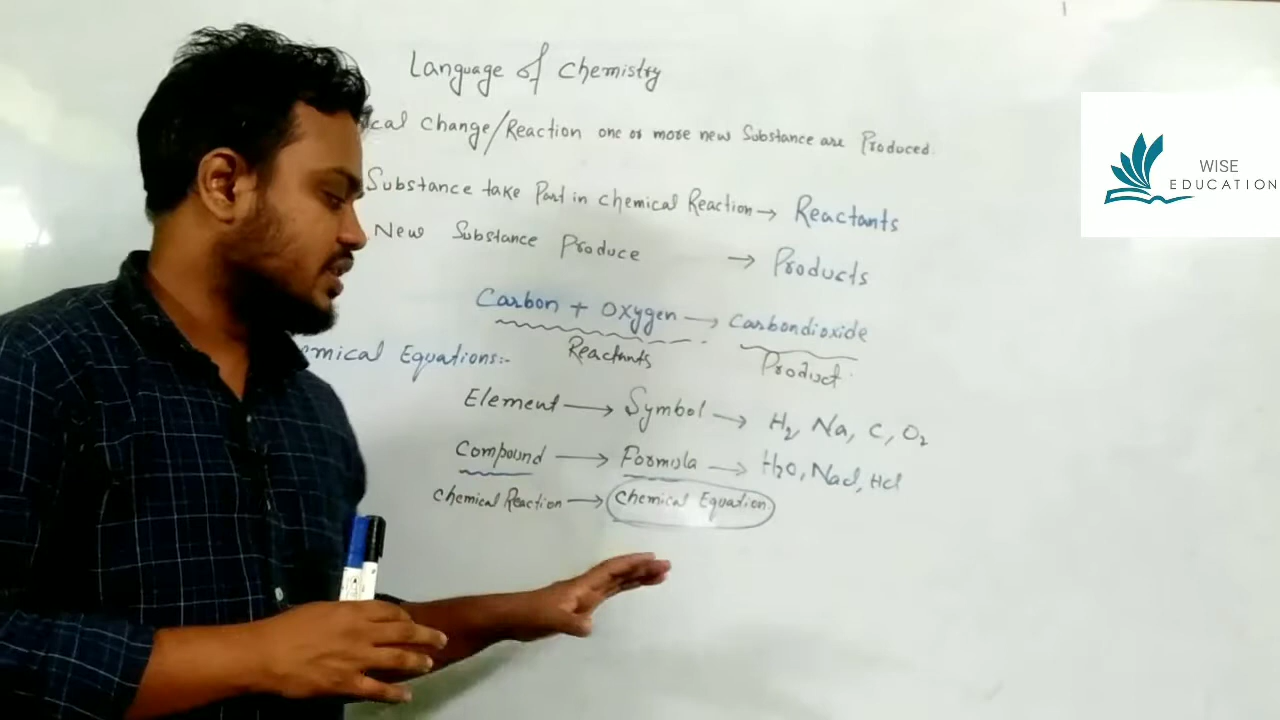 Language of Chemistry
cal Change/Reaction one or more new Substance are Produced.
Substance take Part in Chemical Reaction → Reactants
New Substance Produce → Products
Carbon + Oxygen → Carbondioxide
Reactants Product
mical Equations:-
Element → Symbol → H2, Na, C, O2
Compound → Formula → H2O, Nacl, Hcl
Chemical Reaction → Chemical Equation.
WISE
EDUCATION